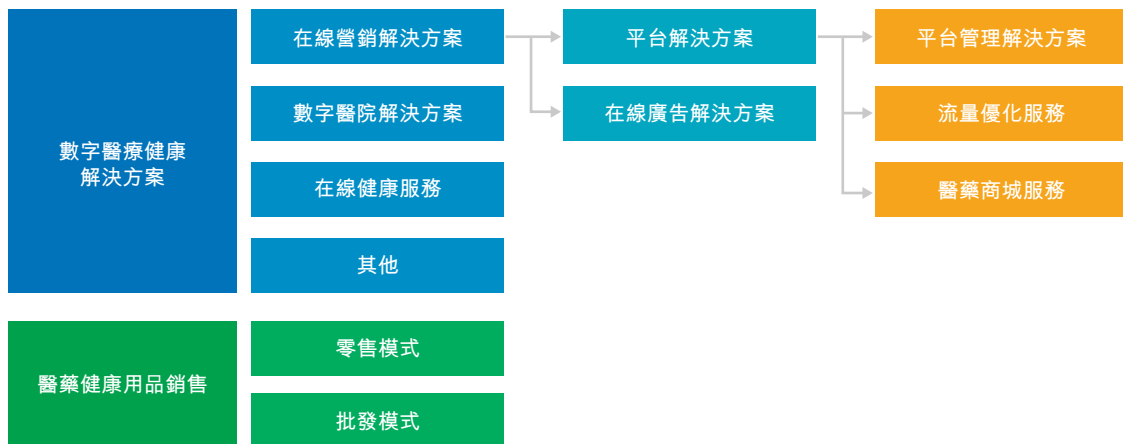 數字醫療健康
解決方案
在線營銷解決方案
平台解決方案
平台管理解決方案
數字醫院解決方案
在線廣告解決方案
流量優化服務
在線健康服務
醫藥商城服務
其他
醫藥健康用品銷售
零售模式
批發模式